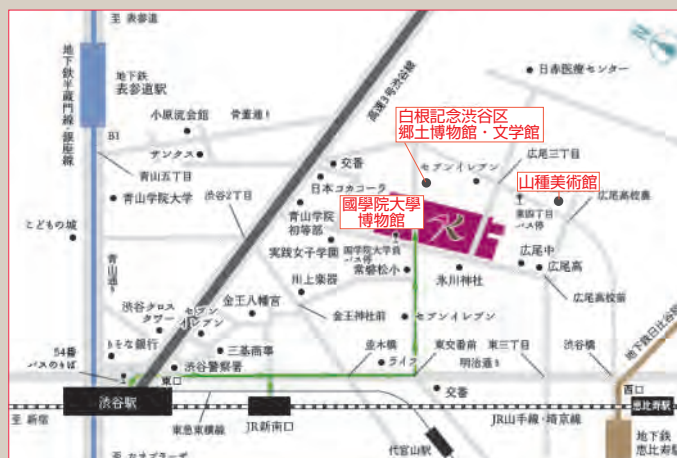 至 表参道
地下鉄半蔵門線・銀座線
地下鉄
表参道駅
小原流会館
骨董通り
B1
サンクス
青山五丁目
青山学院大学
渋谷2丁目
こどもの城
青山通り
高速3号渋谷線
交番
日本コカコーラ
青山学院
初等部
実践女子学園
川上楽器
白根記念渋谷区
郷土博物館・文学館
國學院大學
博物館
国学院大学前
バス停
常磐松小
セブンイレブン
広尾三丁目
日赤医療センター
山種美術館
東四丁目
バス停
広尾高校裏
広尾中
広尾高
広尾高校前
氷川神社
金王八幡宮
金王神社前
セブンイレブン
渋谷クロス
タワー
セブン
イレブン
りそな銀行
三基商事
渋谷警察署
54番
バスのりば
東口
並木橋
ライフ
東交番前
明治通り
東三丁目
渋谷橋
交番
地下鉄日比谷線
西口
渋谷駅
恵比寿駅
至 新宿
東急東横線
JR新南口
代官山駅
JR山手線・埼京線
地下鉄
恵比寿駅